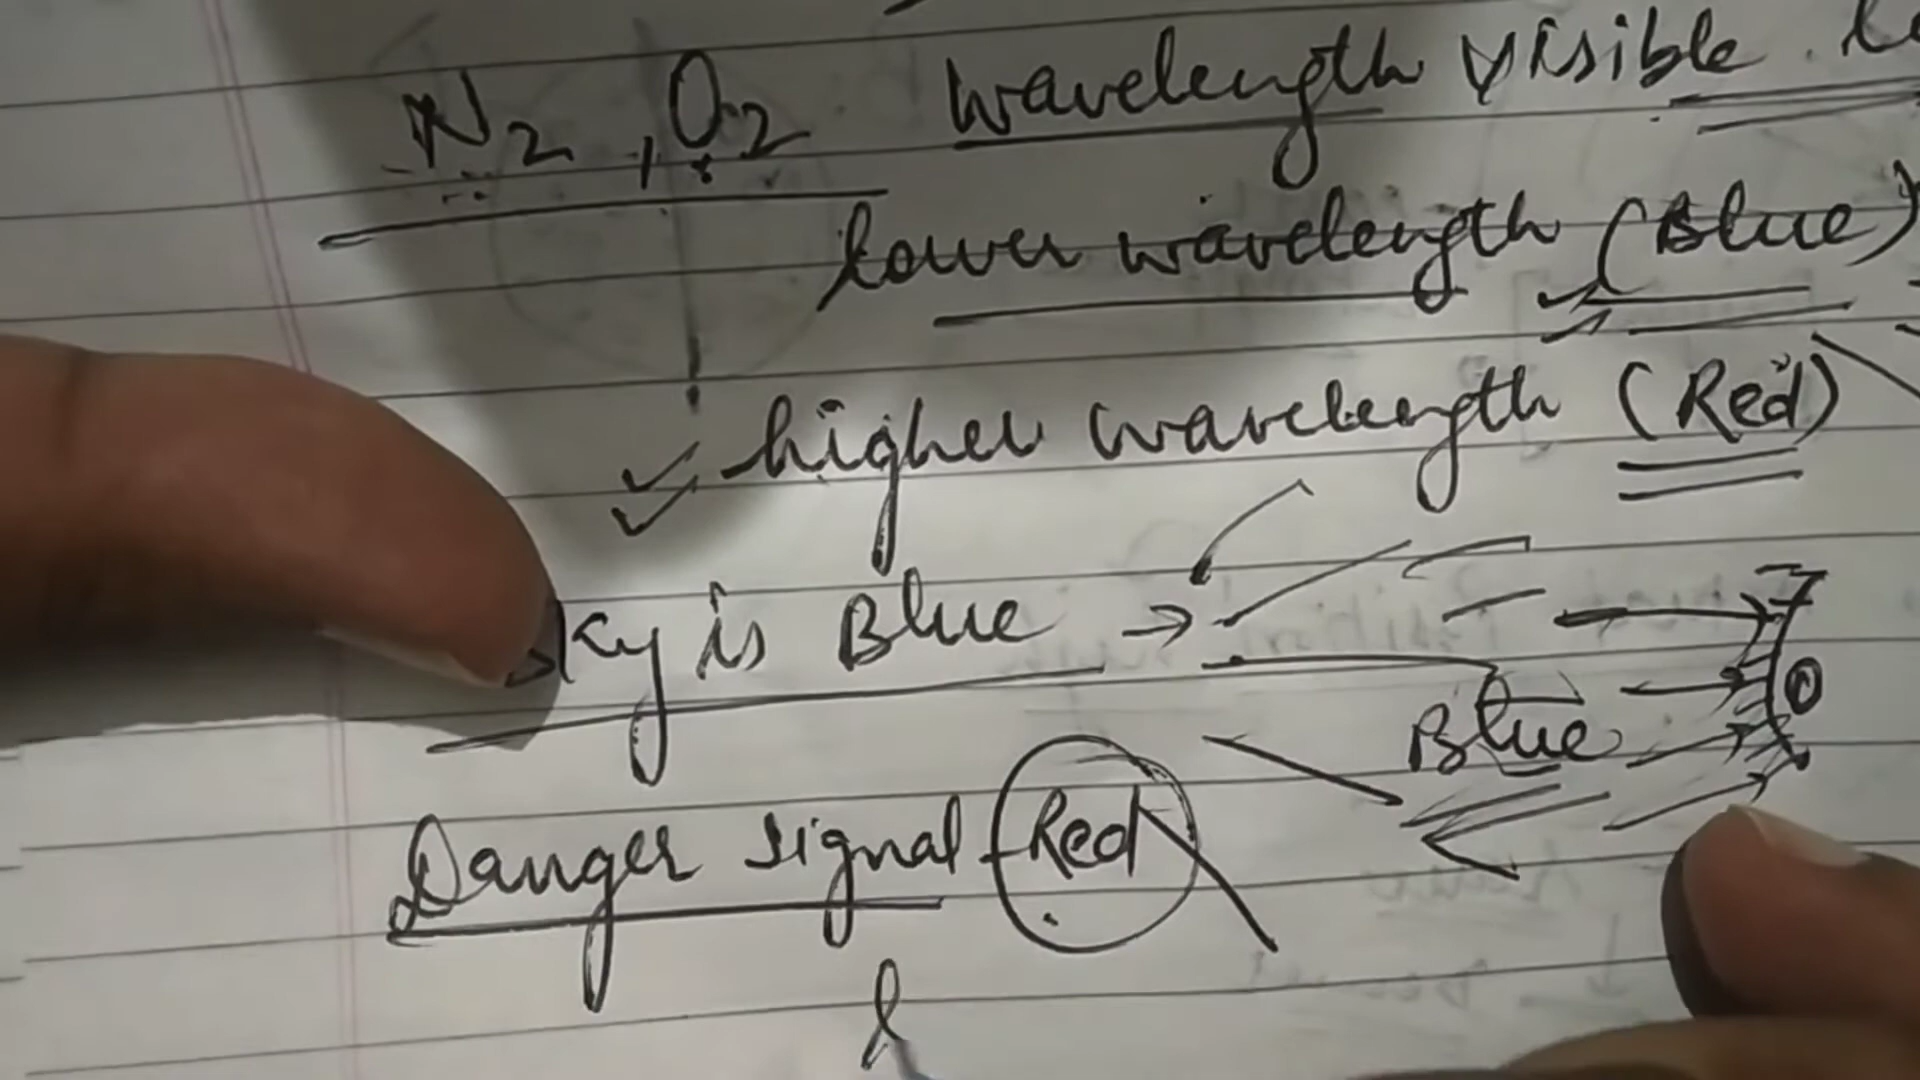 N2, O2 wavelength visible
lower wavelength (Blue)
higher wavelength (Red)
Sky is Blue →
Blue
Danger signal - Red